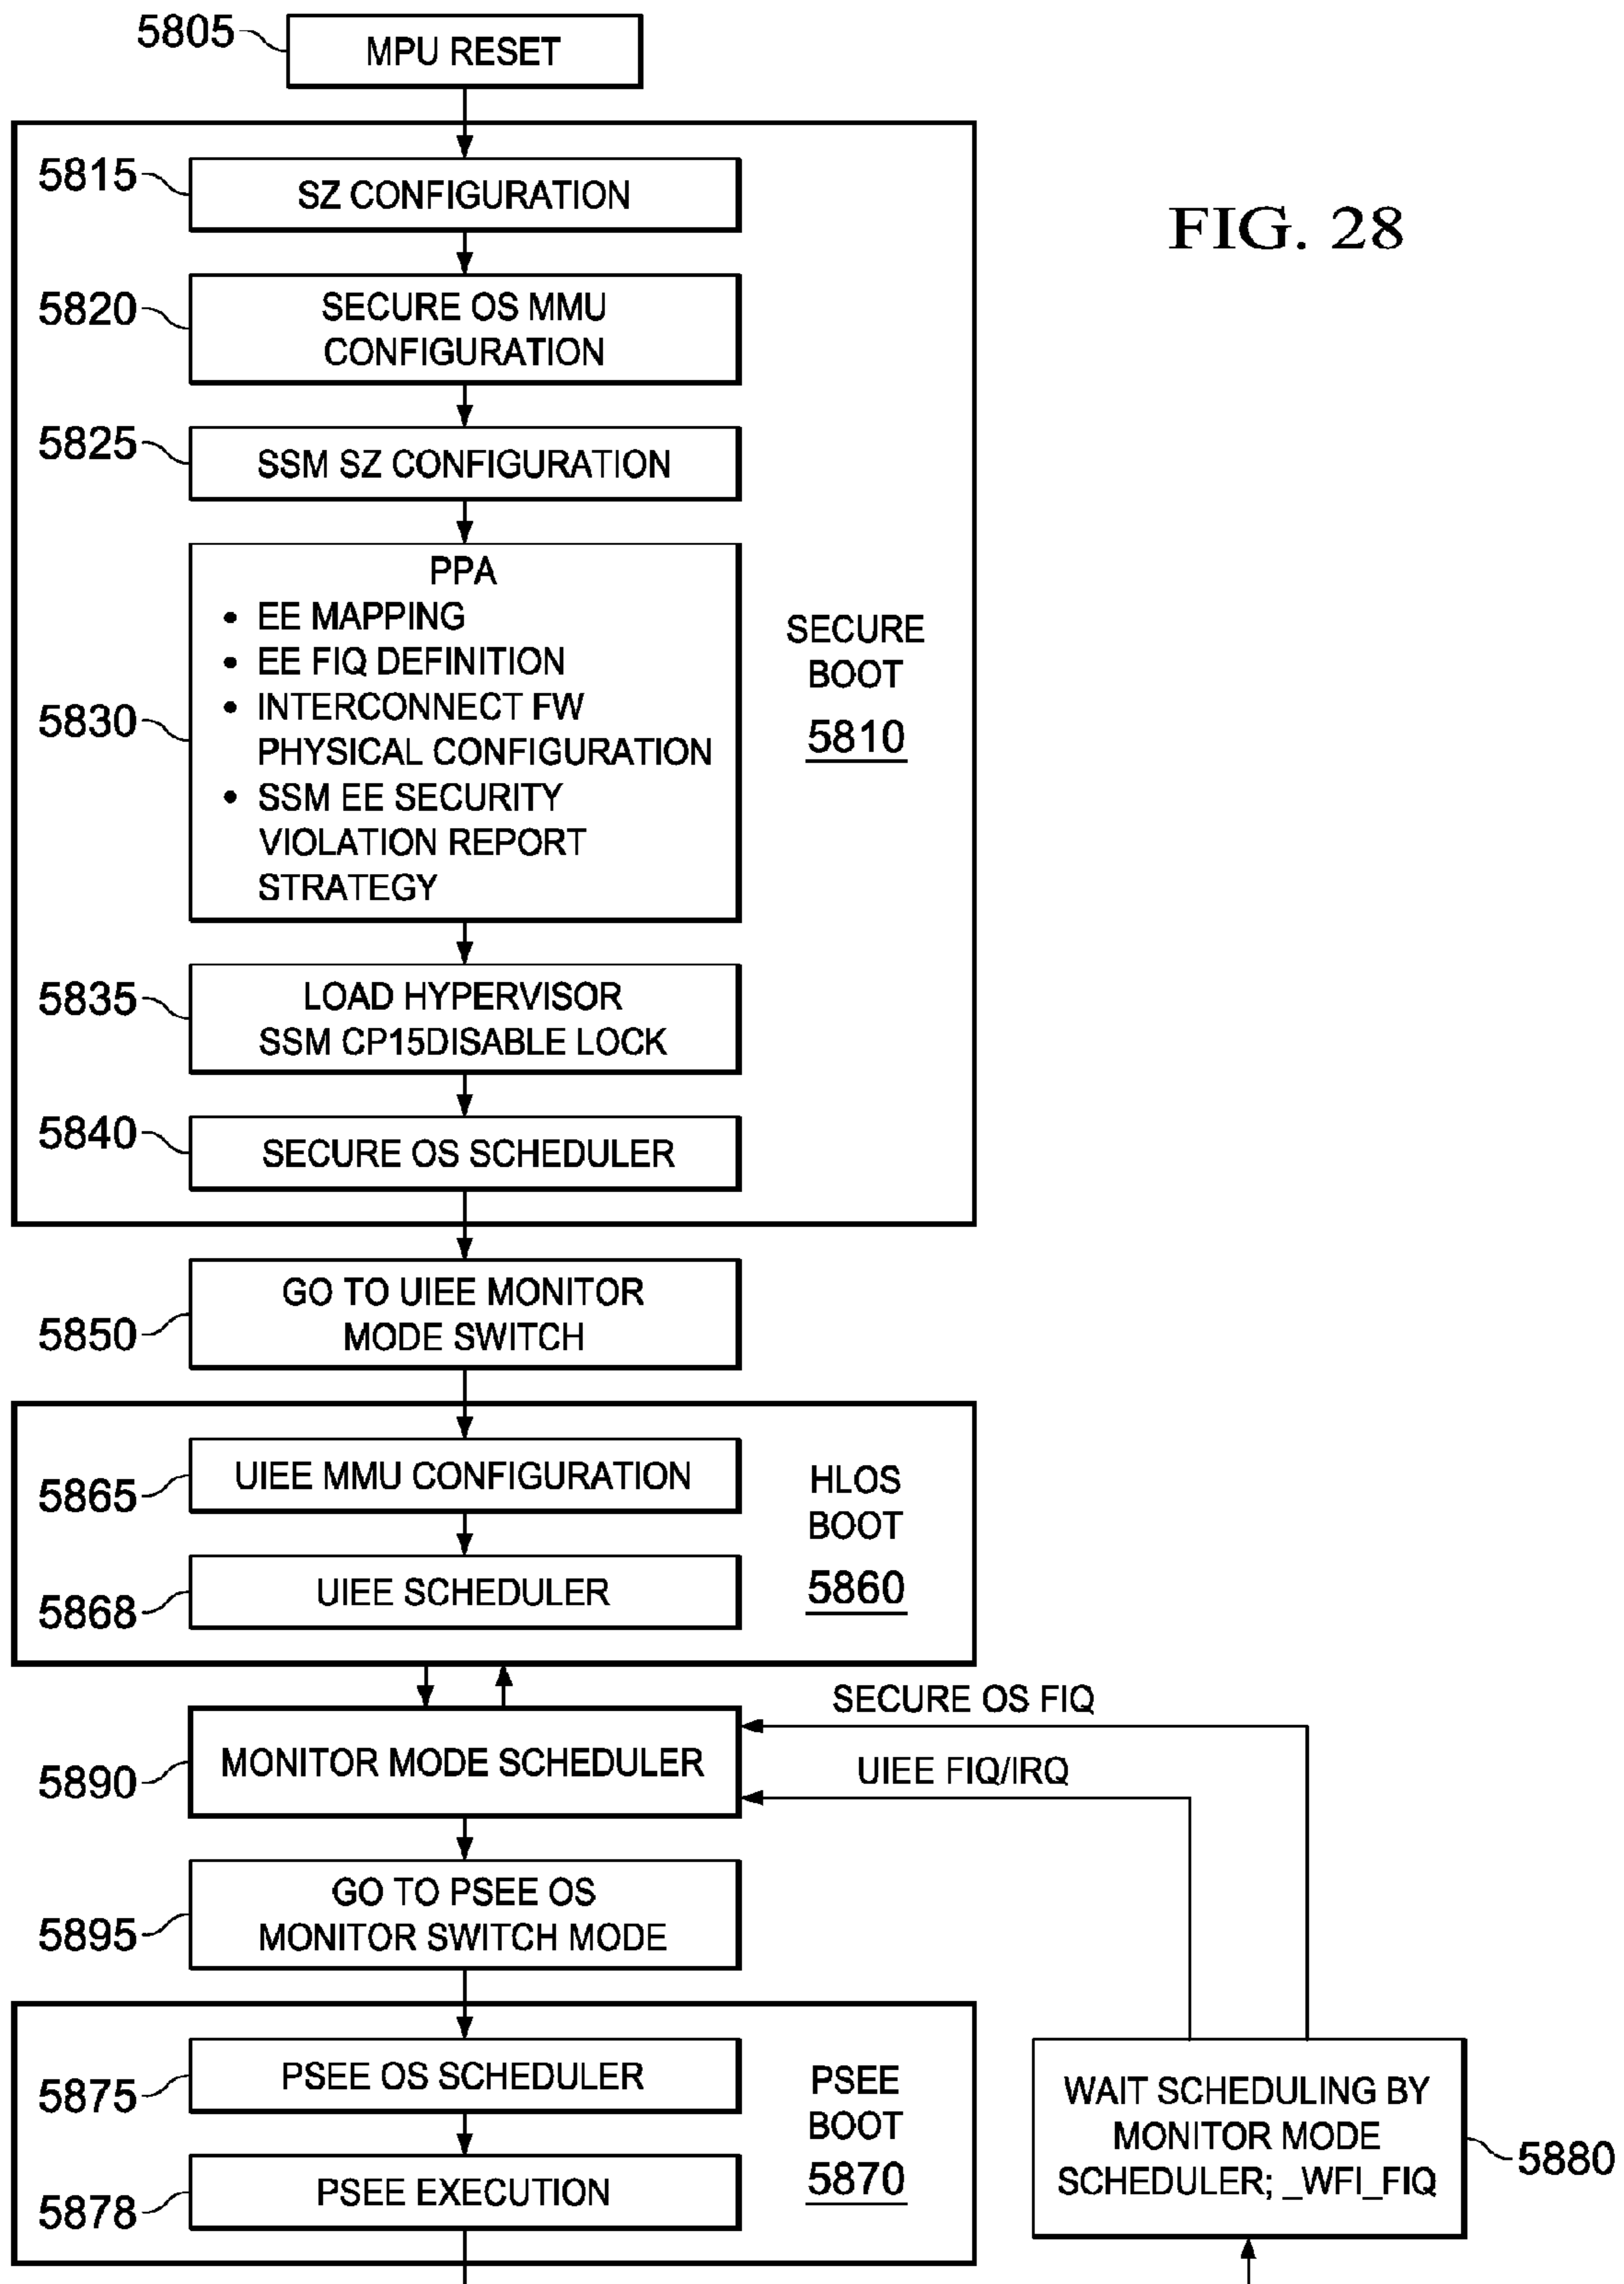 5805
MPU RESET
FIG. 28
5815
SZ CONFIGURATION
5820
SECURE OS MMU
CONFIGURATION
5825
SSM SZ CONFIGURATION
5830
PPA
• EE MAPPING
• EE FIQ DEFINITION
• INTERCONNECT FW
PHYSICAL CONFIGURATION
• SSM EE SECURITY
VIOLATION REPORT
STRATEGY
SECURE
BOOT
5810
5835
LOAD HYPERVISOR
SSM CP15DISABLE LOCK
5840
SECURE OS SCHEDULER
5850
GO TO UIEE MONITOR
MODE SWITCH
5865
UIEE MMU CONFIGURATION
5868
UIEE SCHEDULER
HLOS
BOOT
5860
SECURE OS FIQ
UIEE FIQ/IRQ
5890
MONITOR MODE SCHEDULER
5895
GO TO PSEE OS
MONITOR SWITCH MODE
5875
PSEE OS SCHEDULER
5878
PSEE EXECUTION
PSEE
BOOT
5870
WAIT SCHEDULING BY
MONITOR MODE
SCHEDULER; _WFI_FIQ
5880